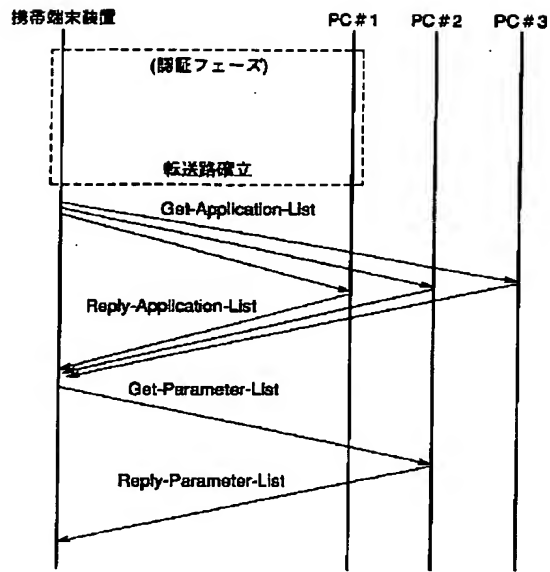 携帯端末装置 PC#1 PC#2 PC#3
(認証フェーズ)
転送路確立
Get-Application-List
Reply-Application-List
Get-Parameter-List
Reply-Parameter-List